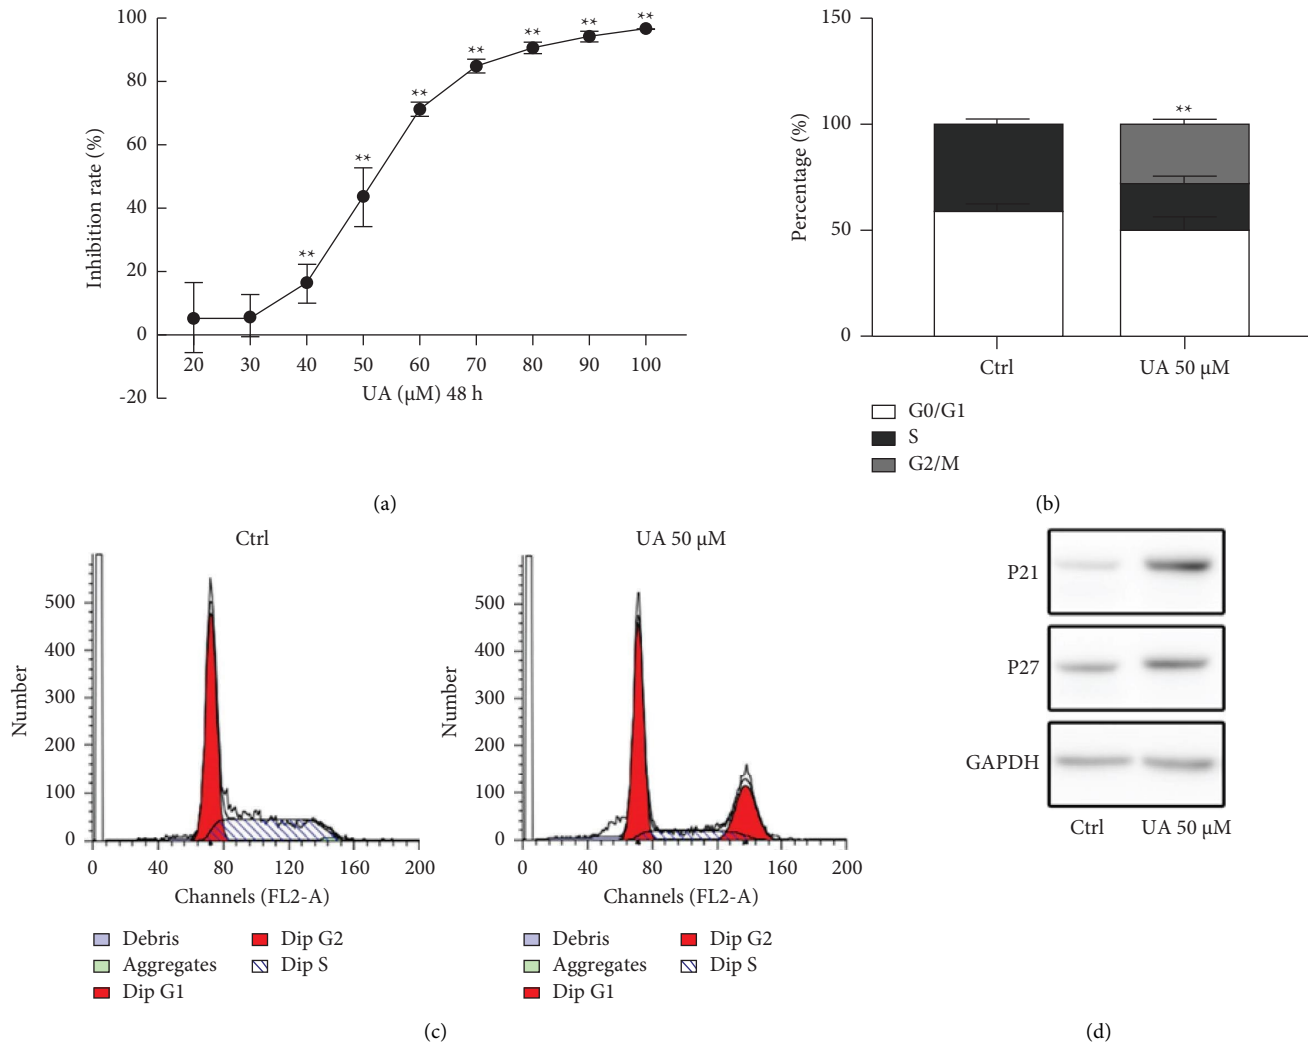 100
80
60
40
20
0
-20
Inhibition rate (%)
** ** ** ** ** ** **
20 30 40 50 60 70 80 90 100
UA (μM) 48 h
(a)
150
100
50
0
Percentage (%)
**
Ctrl UA 50 μM
G0/G1
S
G2/M
(b)
Ctrl
500
400
300
200
100
0
Number
0 40 80 120 160 200
Channels (FL2-A)
Debris
Aggregates
Dip G1
Dip G2
Dip S
UA 50 μM
500
400
300
200
100
0
Number
0 40 80 120 160 200
Channels (FL2-A)
Debris
Aggregates
Dip G1
Dip G2
Dip S
(c)
P21
P27
GAPDH
Ctrl UA 50 μM
(d)